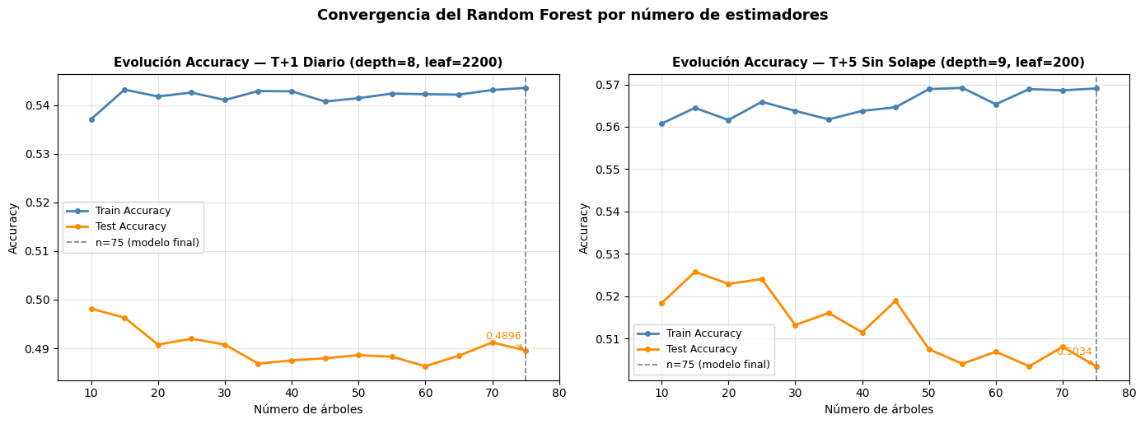 Convergencia del Random Forest por número de estimadores
Evolución Accuracy — T+1 Diario (depth=8, leaf=2200)
Accuracy
0.54
0.53
0.52
0.51
0.50
0.49
Train Accuracy
Test Accuracy
n=75 (modelo final)
0.4896
10 20 30 40 50 60 70 80
Número de árboles
Evolución Accuracy — T+5 Sin Solape (depth=9, leaf=200)
Accuracy
0.57
0.56
0.55
0.54
0.53
0.52
0.51
Train Accuracy
Test Accuracy
n=75 (modelo final)
0.5034
10 20 30 40 50 60 70 80
Número de árboles